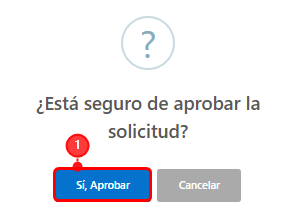 ?
¿Está seguro de aprobar la
solicitud?
1
Sí, Aprobar
Cancelar